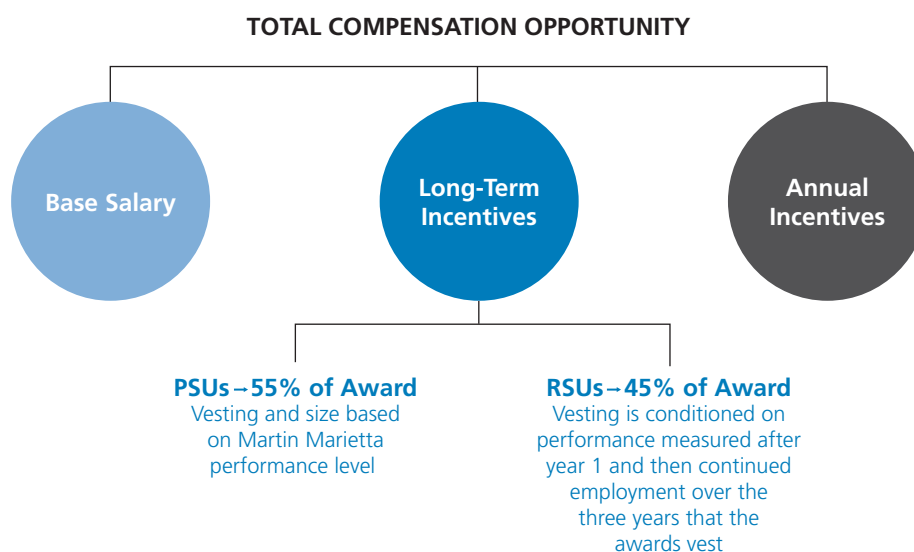 TOTAL COMPENSATION OPPORTUNITY
Base Salary
Long-Term
Incentives
Annual
Incentives
PSUs→55% of Award
Vesting and size based
on Martin Marietta
performance level
RSUs→45% of Award
Vesting is conditioned on
performance measured after
year 1 and then continued
employment over the
three years that the
awards vest